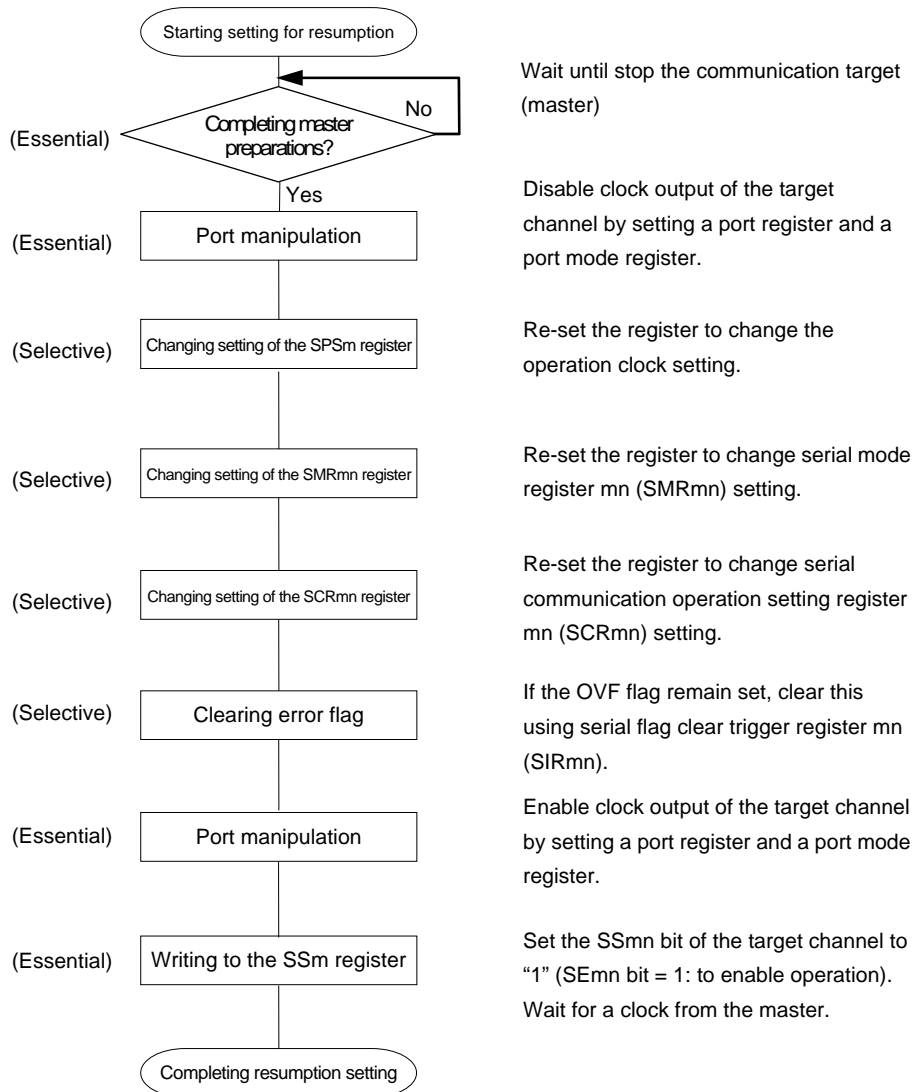 Starting setting for resumption
Wait until stop the communication target
(master)
No
(Essential)
Completing master
preparations?
Yes
Disable clock output of the target
channel by setting a port register and a
port mode register.
(Essential)
Port manipulation
(Selective)
Changing setting of the SPSm register
Re-set the register to change the
operation clock setting.
(Selective)
Changing setting of the SMRmn register
Re-set the register to change serial mode
register mn (SMRmn) setting.
(Selective)
Changing setting of the SCRmn register
Re-set the register to change serial
communication operation setting register
mn (SCRmn) setting.
(Selective)
Clearing error flag
If the OVF flag remain set, clear this
using serial flag clear trigger register mn
(SIRmn).
(Essential)
Port manipulation
Enable clock output of the target channel
by setting a port register and a port mode
register.
(Essential)
Writing to the SSm register
Set the SSmn bit of the target channel to
“1” (SEmn bit = 1: to enable operation).
Wait for a clock from the master.
Completing resumption setting